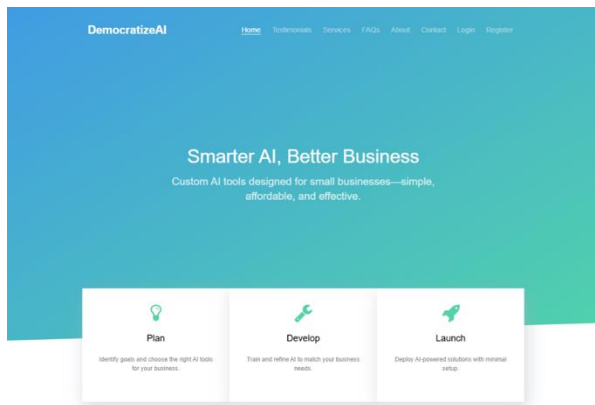 DemocratizeAI
Home Testimonials Services FAQs About Contact Login Register
Smarter AI, Better Business
Custom AI tools designed for small businesses—simple,
affordable, and effective.
Plan
Identify goals and choose the right AI tools
for your business.
Develop
Train and refine AI to match your business
needs.
Launch
Deploy AI-powered solutions with minimal
setup.